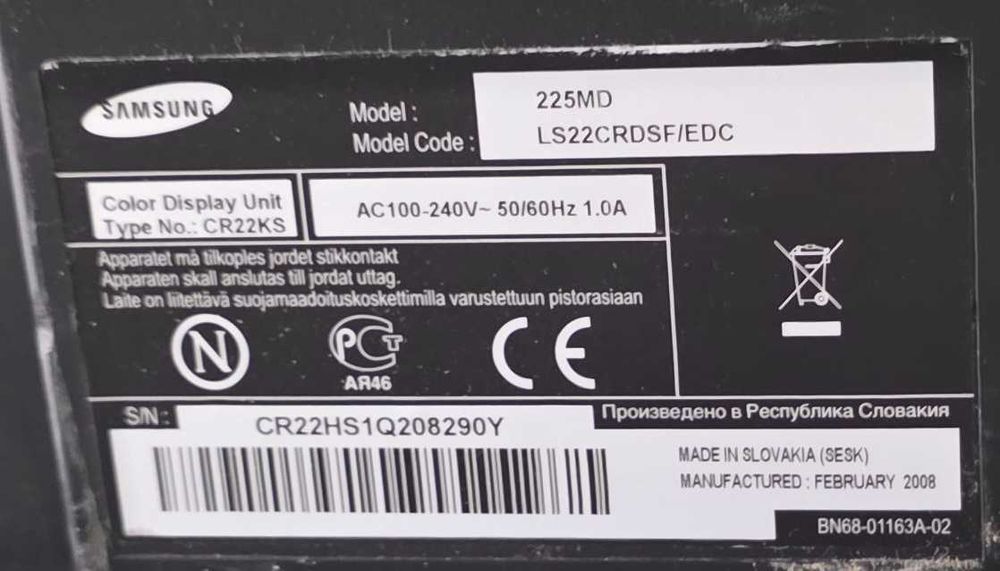 SAMSUNG
Model :
225MD
Model Code :
LS22CRDSF/EDC
Color Display Unit
Type No.: CR22KS
AC100-240V~ 50/60Hz 1.0A
Apparatet må tilkoples jordet stikkontakt
Apparaten skall anslutas till jordat uttag.
Laite on liitettävä suojamaadoituskoskettimilla varustettuun pistorasiaan
N
РСТ
АЯ46
CE
S/N :
CR22HS1Q208290Y
Произведено в Республика Словакия
MADE IN SLOVAKIA (SESK)
MANUFACTURED : FEBRUARY 2008
BN68-01163A-02